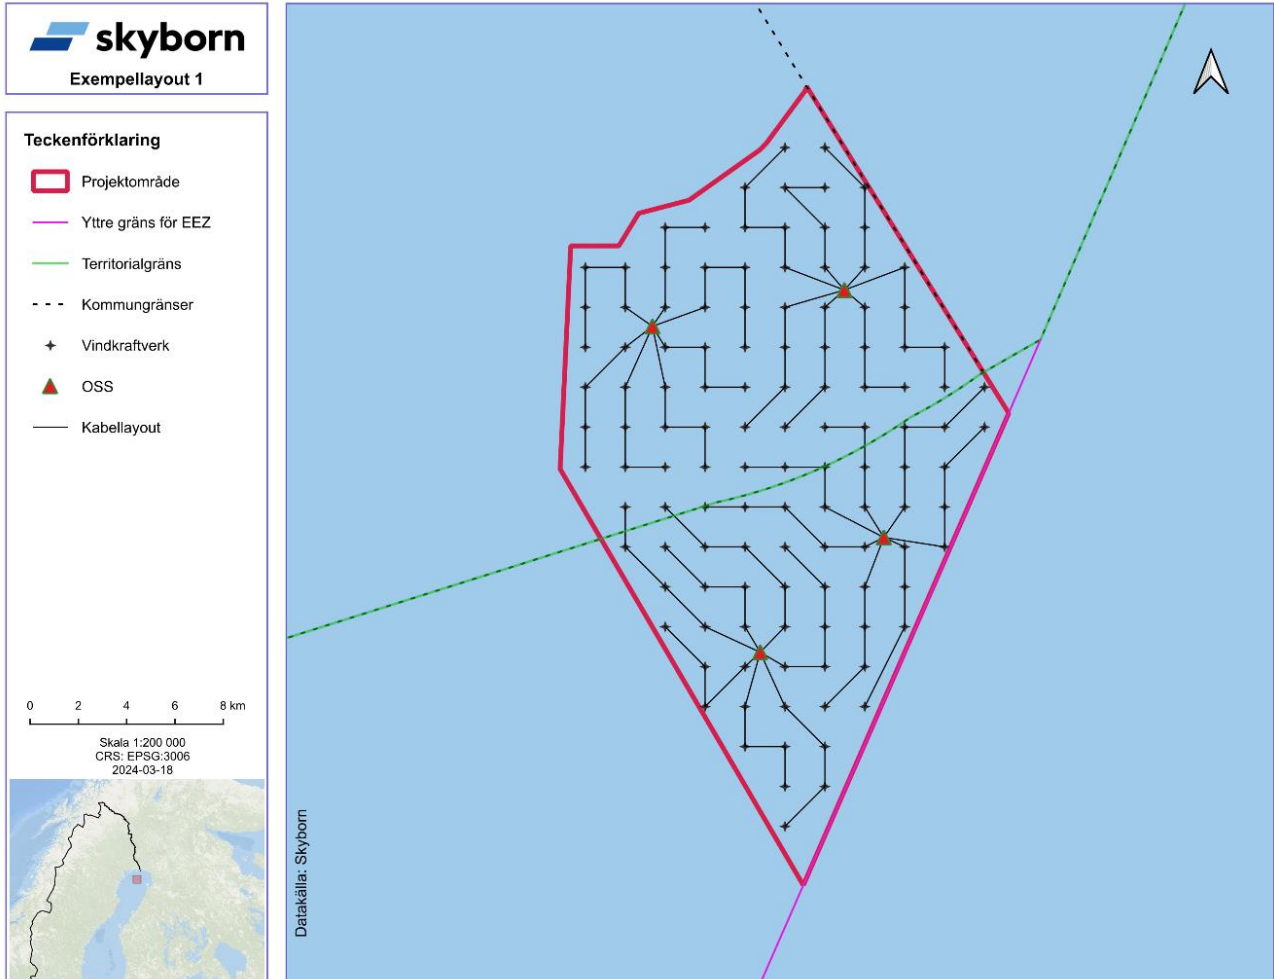 skyborn
Exempellayout 1
Teckenförklaring
Projektområde
Yttre gräns för EEZ
Territorialgräns
Kommungränser
Vindkraftverk
OSS
Kabellayout
0 2 4 6 8 km
Skala 1:200 000
CRS: EPSG:3006
2024-03-18
Datakälla: Skyborn